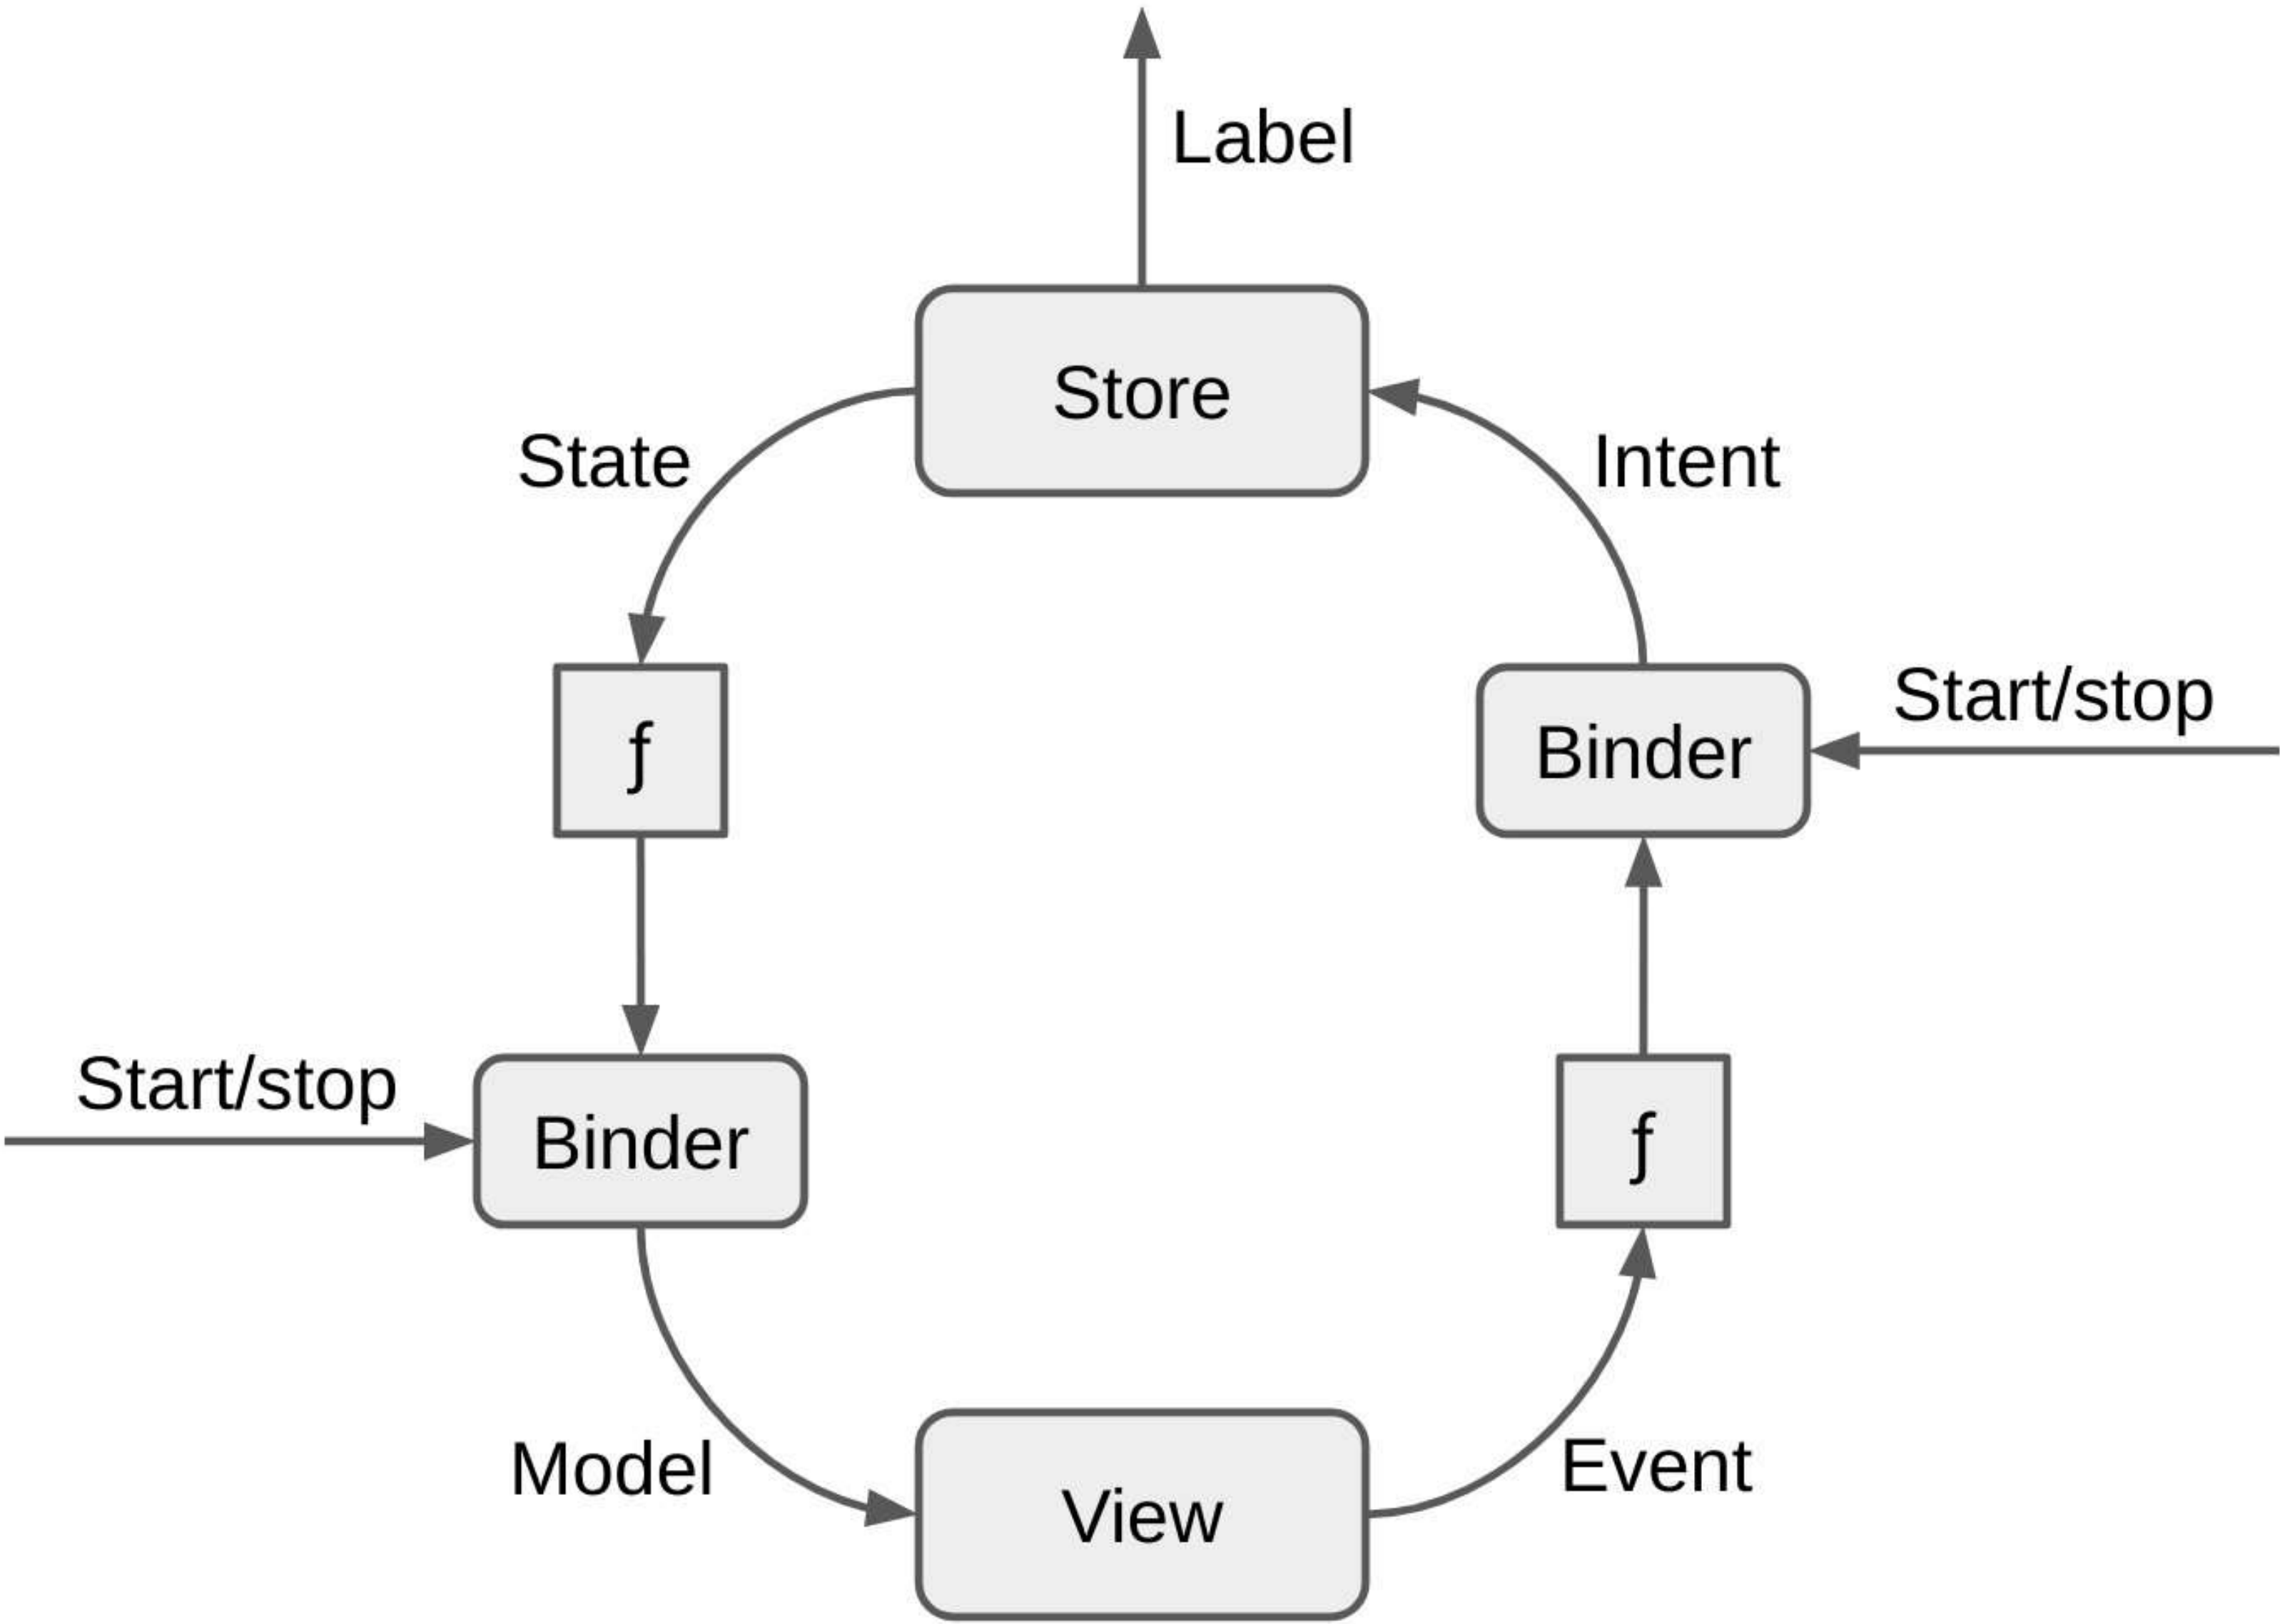 Label
Store
State
Intent
ƒ
Start/stop
Binder
Start/stop
Binder
ƒ
Model
Event
View